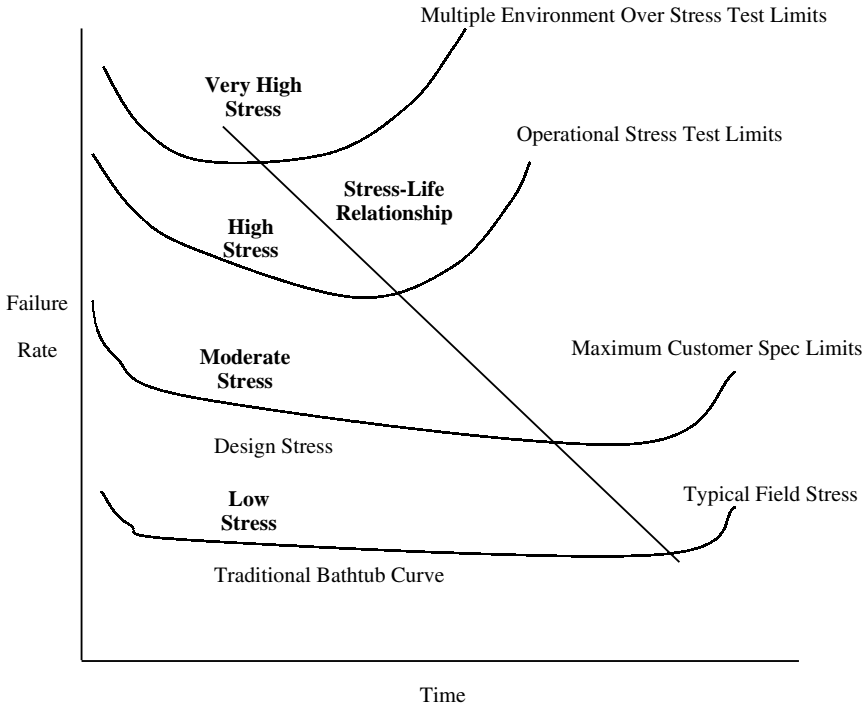 Multiple Environment Over Stress Test Limits
Very High
Stress
Operational Stress Test Limits
Stress-Life
Relationship
High
Stress
Failure
Rate
Maximum Customer Spec Limits
Moderate
Stress
Design Stress
Typical Field Stress
Low
Stress
Traditional Bathtub Curve
Time